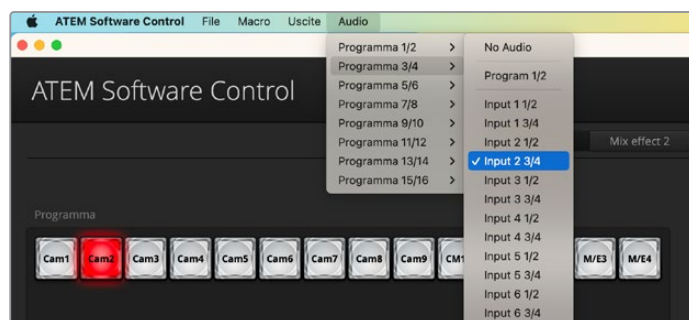 ATEM Software Control File Macro Uscite Audio
Programma 1/2 >
Programma 3/4 >
Programma 5/6 >
Programma 7/8 >
Programma 9/10 >
Programma 11/12 >
Programma 13/14 >
Programma 15/16 >
No Audio
Program 1/2
Input 1 1/2
Input 1 3/4
Input 2 1/2
✓ Input 2 3/4
Input 3 1/2
Input 3 3/4
Input 4 1/2
Input 4 3/4
Input 5 1/2
Input 5 3/4
Input 6 1/2
Input 6 3/4
ATEM Software Control
Mix effect 2
Programma
Cam1 Cam2 Cam3 Cam4 Cam5 Cam6 Cam7 Cam8 Cam9 M/E3 M/E4